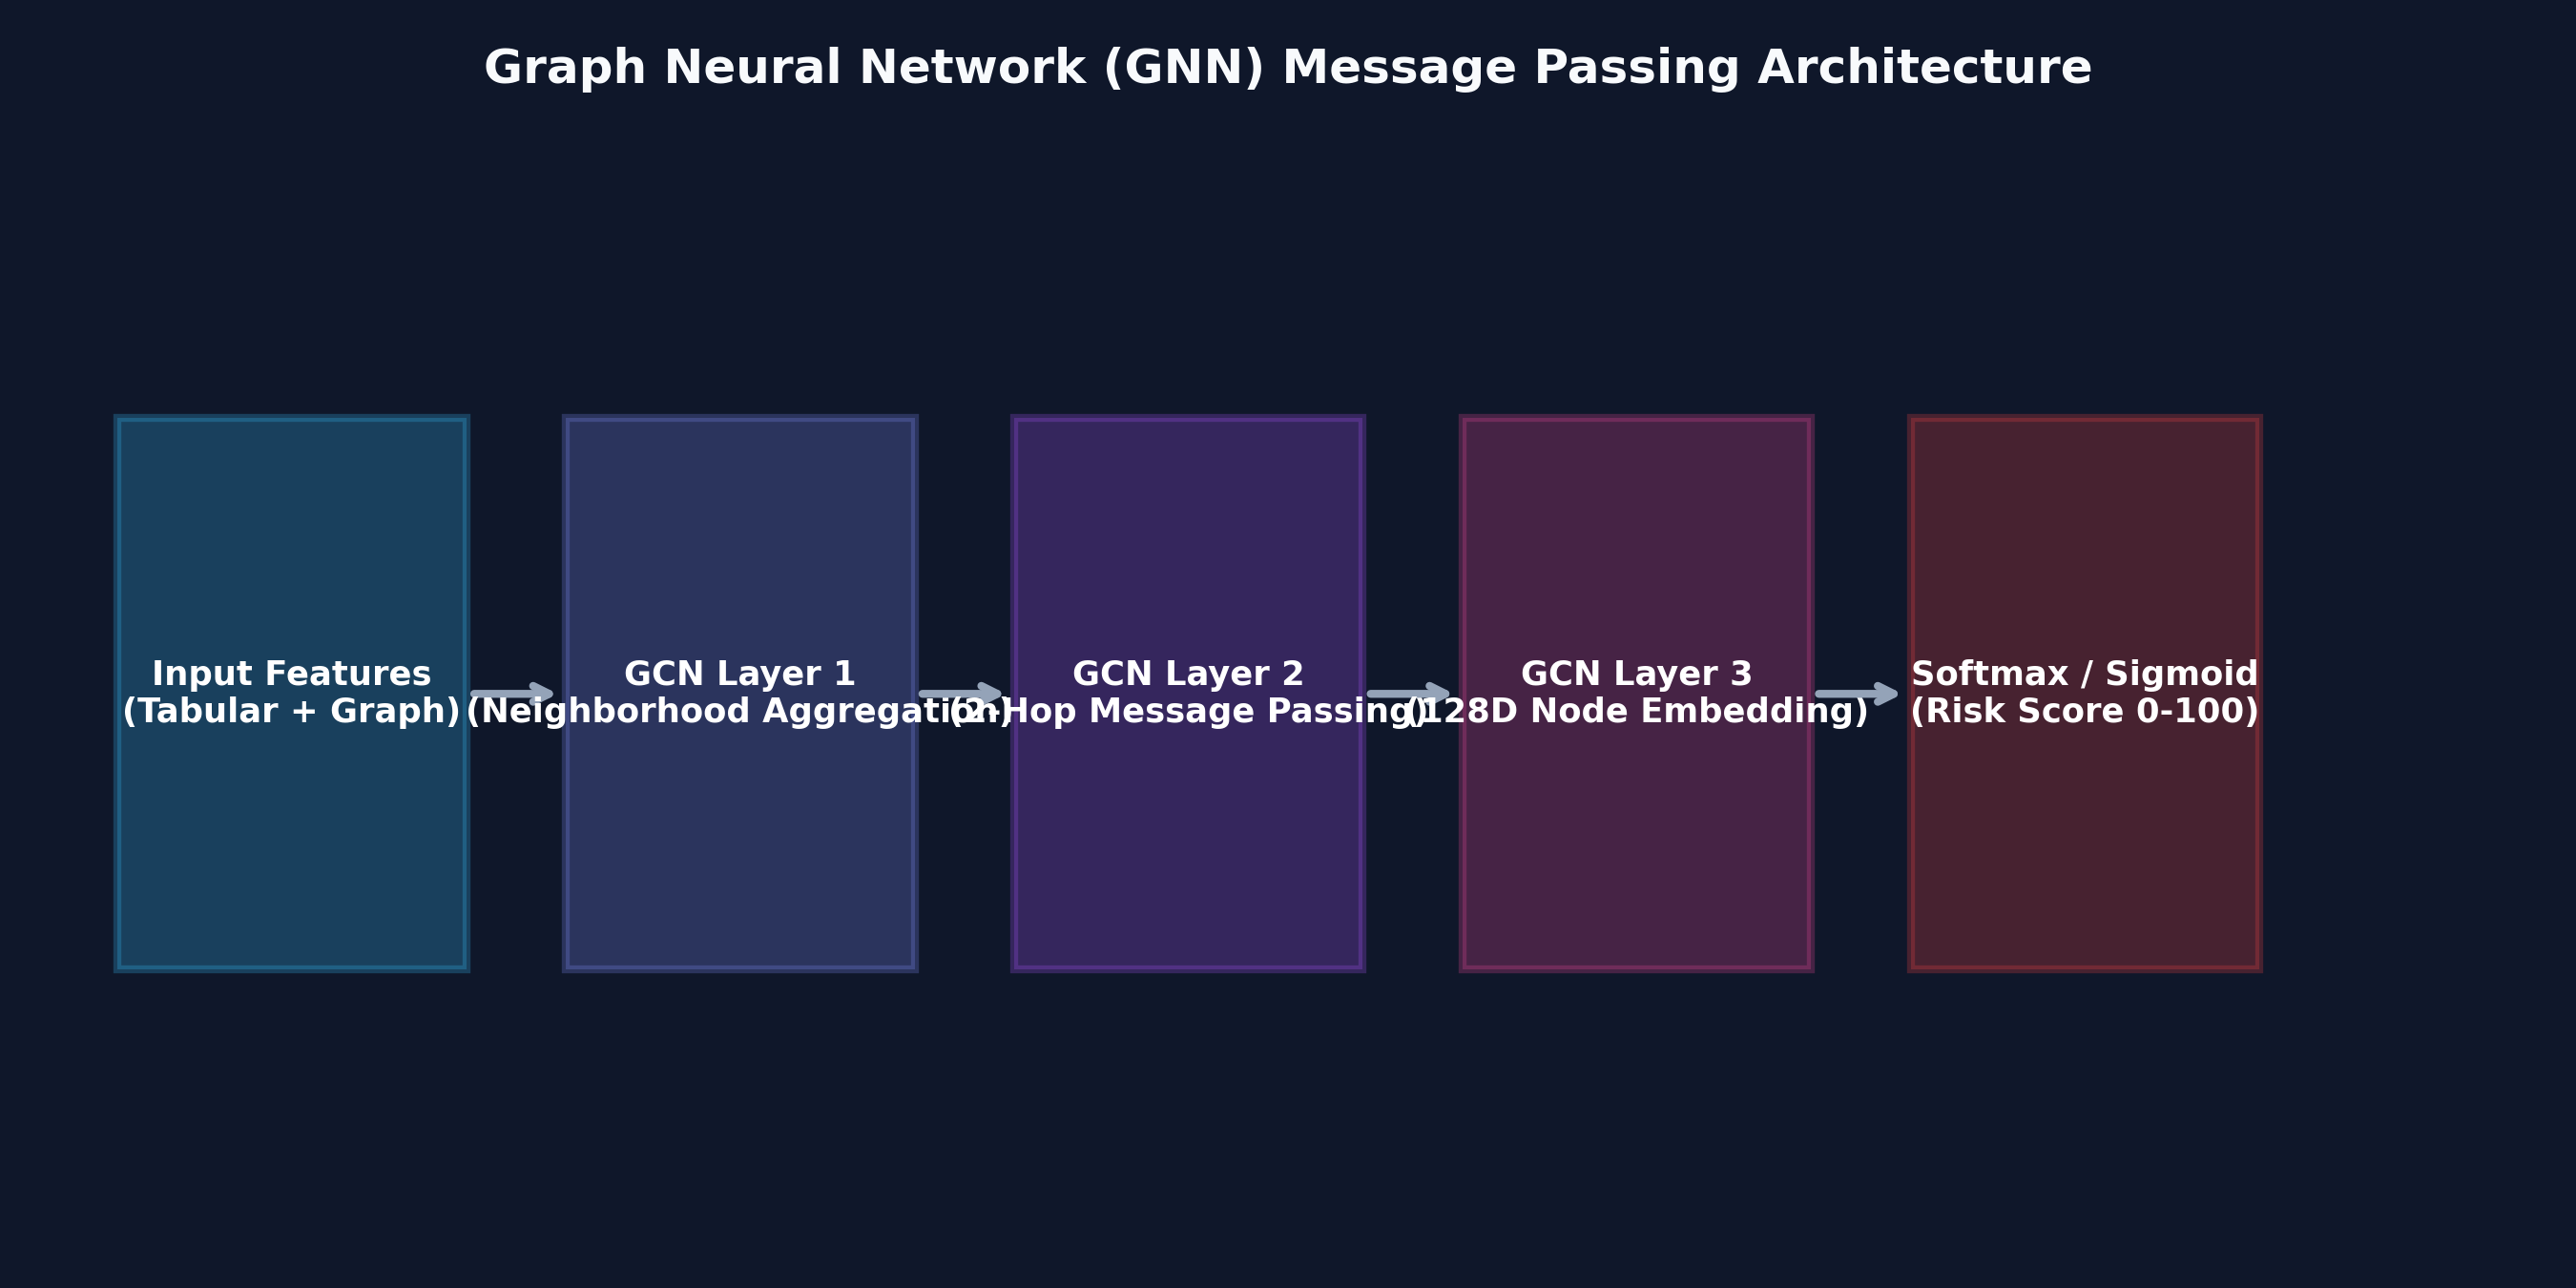 Graph Neural Network (GNN) Message Passing Architecture
Input Features
(Tabular + Graph)
GCN Layer 1
(Neighborhood Aggregation)
GCN Layer 2
(2-Hop Message Passing)
GCN Layer 3
(128D Node Embedding)
Softmax / Sigmoid
(Risk Score 0-100)